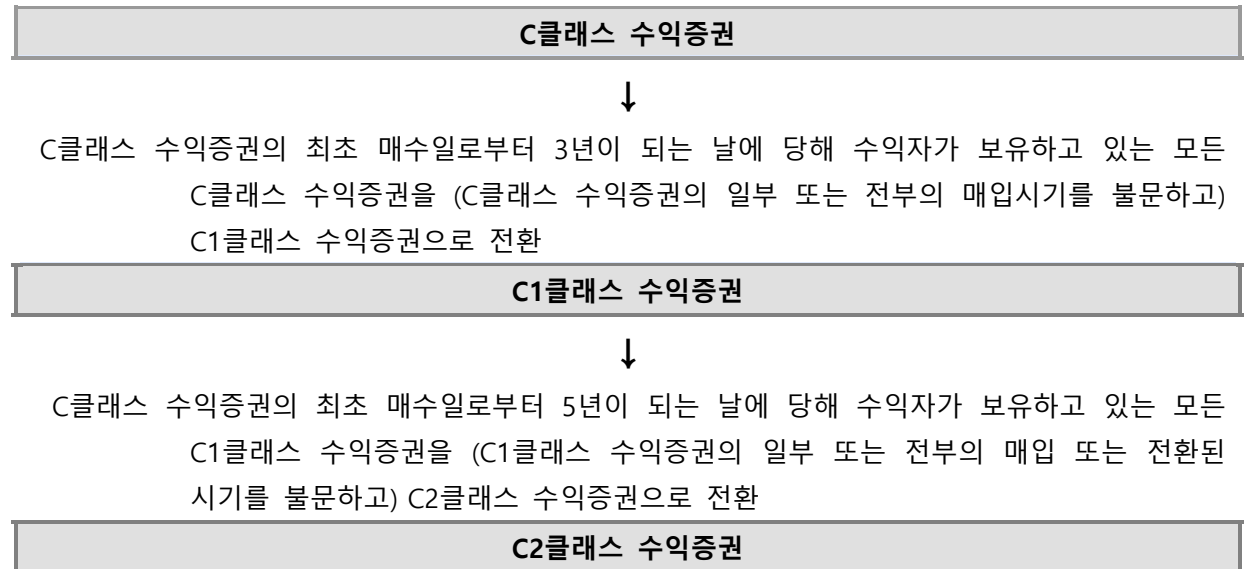 C클래스 수익증권
↓
C클래스 수익증권의 최초 매수일로부터 3년이 되는 날에 당해 수익자가 보유하고 있는 모든
C클래스 수익증권을 (C클래스 수익증권의 일부 또는 전부의 매입시기를 불문하고)
C1클래스 수익증권으로 전환
C1클래스 수익증권
↓
C클래스 수익증권의 최초 매수일로부터 5년이 되는 날에 당해 수익자가 보유하고 있는 모든
C1클래스 수익증권을 (C1클래스 수익증권의 일부 또는 전부의 매입 또는 전환된
시기를 불문하고) C2클래스 수익증권으로 전환
C2클래스 수익증권